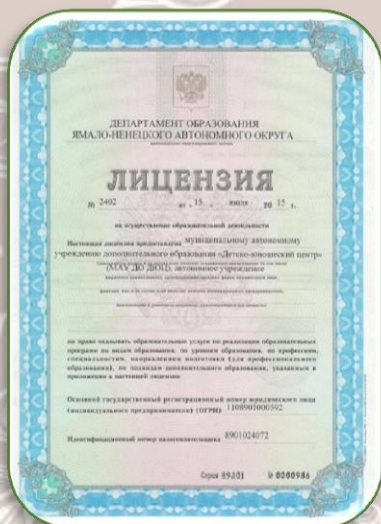 ДЕПАРТАМЕНТ ОБРАЗОВАНИЯ
ЯМАЛО-НЕНЕЦКОГО АВТОНОМНОГО ОКРУГА
ЛИЦЕНЗИЯ
№ 2402 от « 15 » июля 20 15 г.
на осуществление образовательной деятельности
Настоящая лицензия предоставлена муниципальному автономному
учреждению дополнительного образования «Детско-юношеский центр»
(МАУ ДО ДЮЦ), автономное учреждение
на право оказывать образовательные услуги по реализации образовательных
программ по видам образования, по уровням образования, по профессиям,
специальностям, направлениям подготовки (для профессионального
образования), по подвидам дополнительного образования, указанным в
приложении к настоящей лицензии
Основной государственный регистрационный номер юридического лица
(индивидуального предпринимателя) (ОГРН) 1108901000592
Идентификационный номер налогоплательщика 8901024072
Серия 89Л01 № 0000986